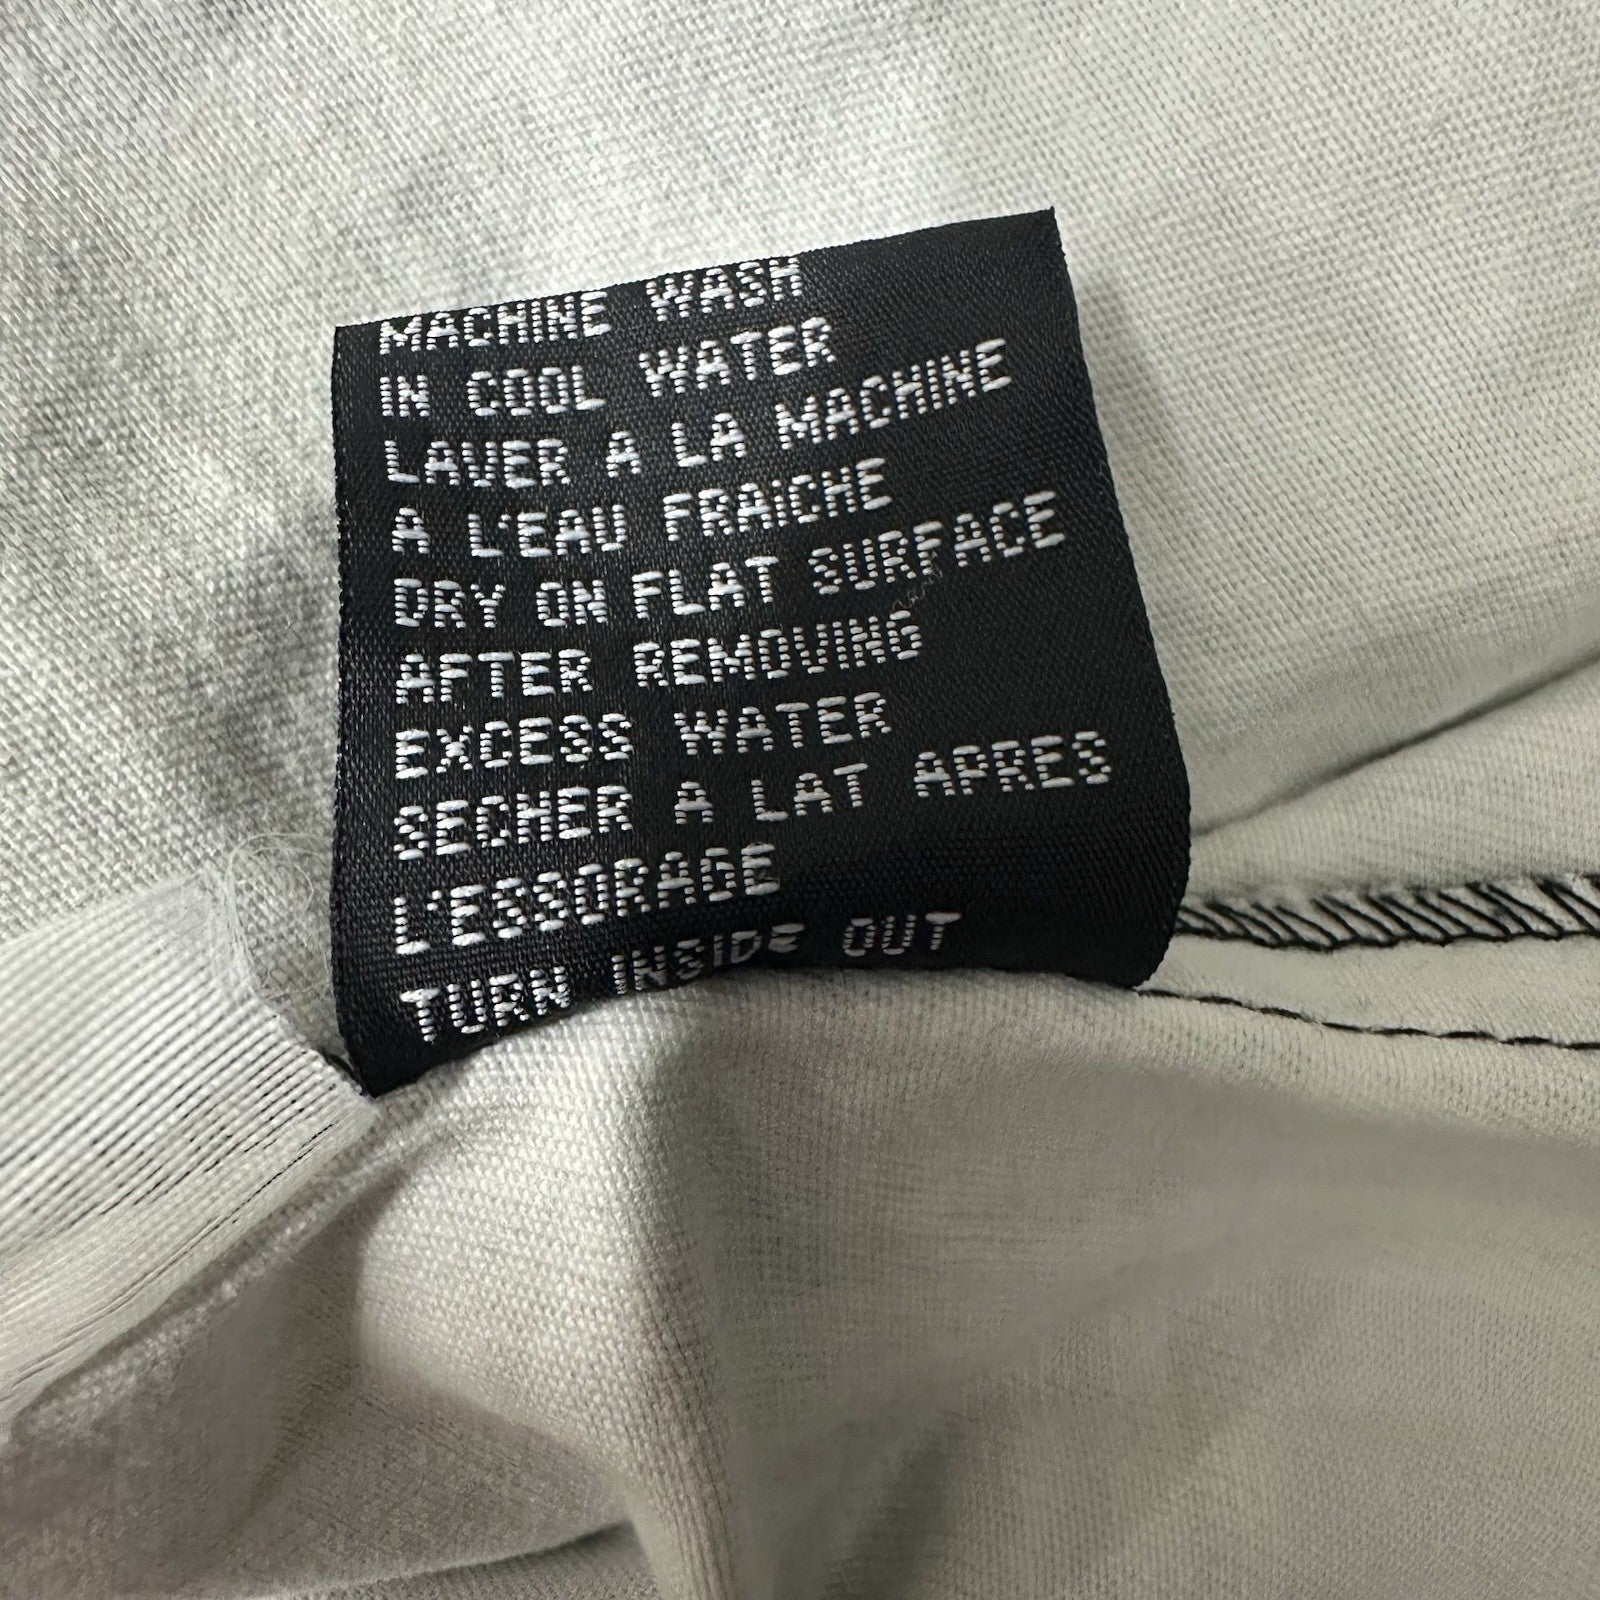 MACHINE WASH
IN COOL WATER
LAVER A LA MACHINE
A L'EAU FRAICHE
DRY ON FLAT SURFACE
AFTER REMOVING
EXCESS WATER
SECHER A LAT APRES
L'ESSORAGE
TURN INSIDE OUT